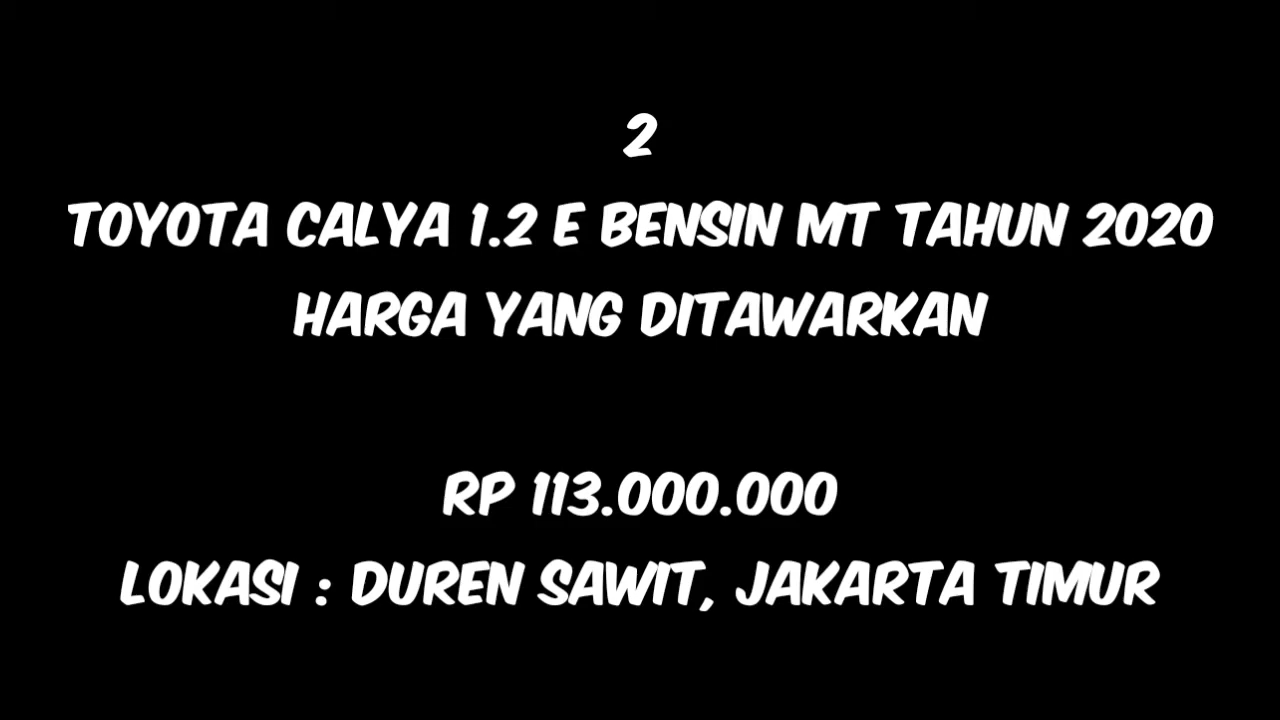 2
TOYOTA CALYA 1.2 E BENSIN MT TAHUN 2020
HARGA YANG DITAWARKAN
RP 113.000.000
LOKASI : DUREN SAWIT, JAKARTA TIMUR